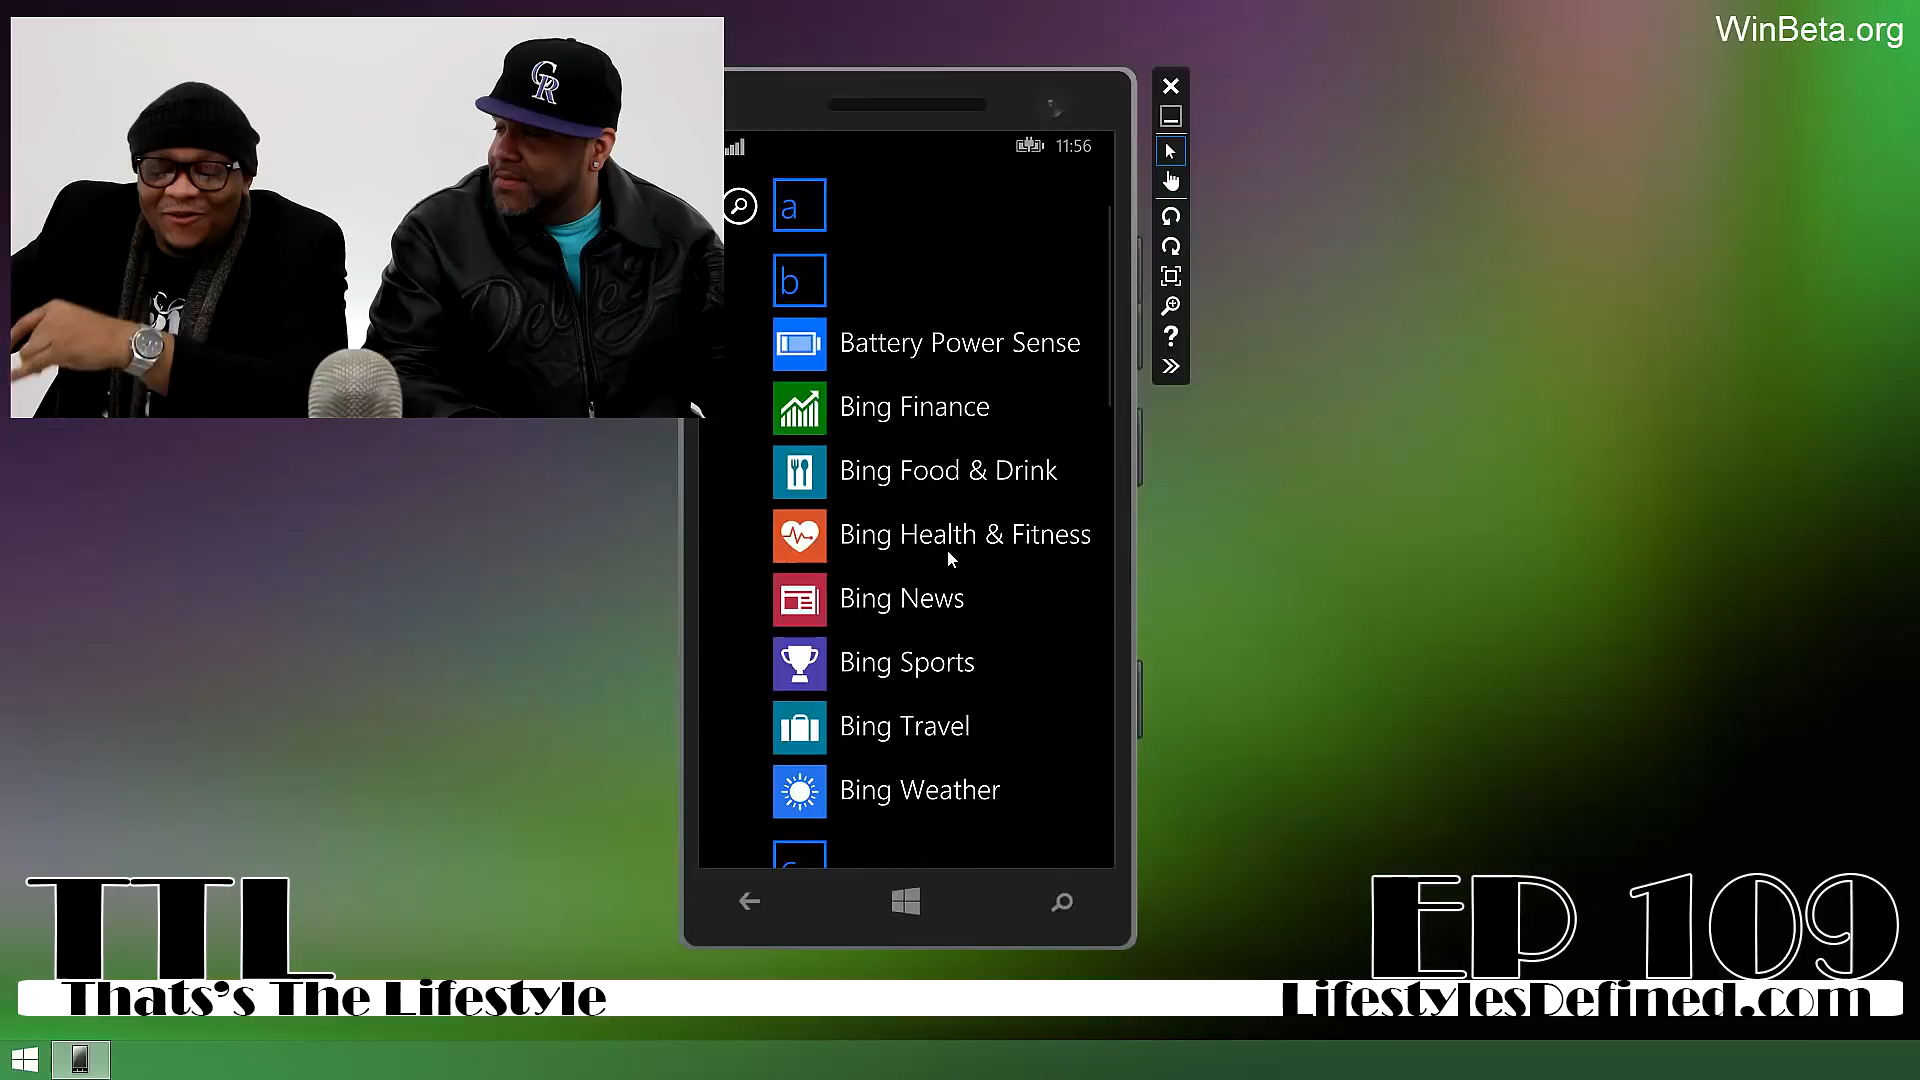 WinBeta.org
CR
11:56
a
b
Battery Power Sense
Bing Finance
Bing Food & Drink
Bing Health & Fitness
Bing News
Bing Sports
Bing Travel
Bing Weather
c
TTL
EP 109
Thats's The Lifestyle
LifestylesDefined.com